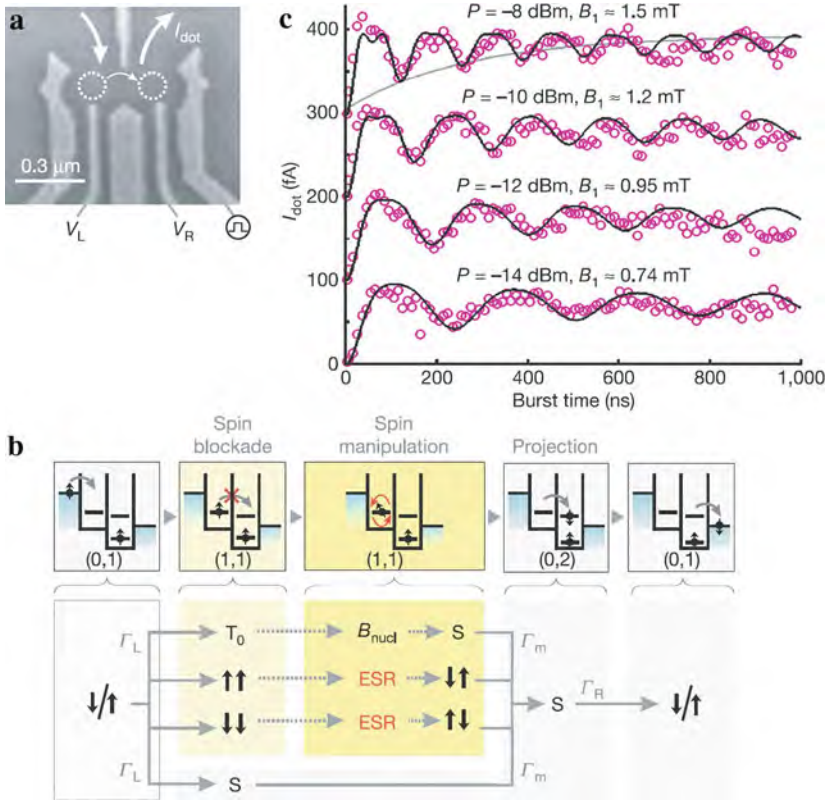 a
I_dot
0.3 μm
V_L
V_R
c
I_dot (fA)
400
300
200
100
0
P = –8 dBm, B_1 ≈ 1.5 mT
P = –10 dBm, B_1 ≈ 1.2 mT
P = –12 dBm, B_1 ≈ 0.95 mT
P = –14 dBm, B_1 ≈ 0.74 mT
0 200 400 600 800 1,000
Burst time (ns)
b
Spin blockade
Spin manipulation
Projection
(0,1) (1,1) (1,1) (0,2) (0,1)
Γ_L T_0 B_nucl S Γ_m
↑↑ ESR ↓↑
↓/↑ S Γ_R ↓/↑
↓↓ ESR ↑↓
Γ_L S Γ_m